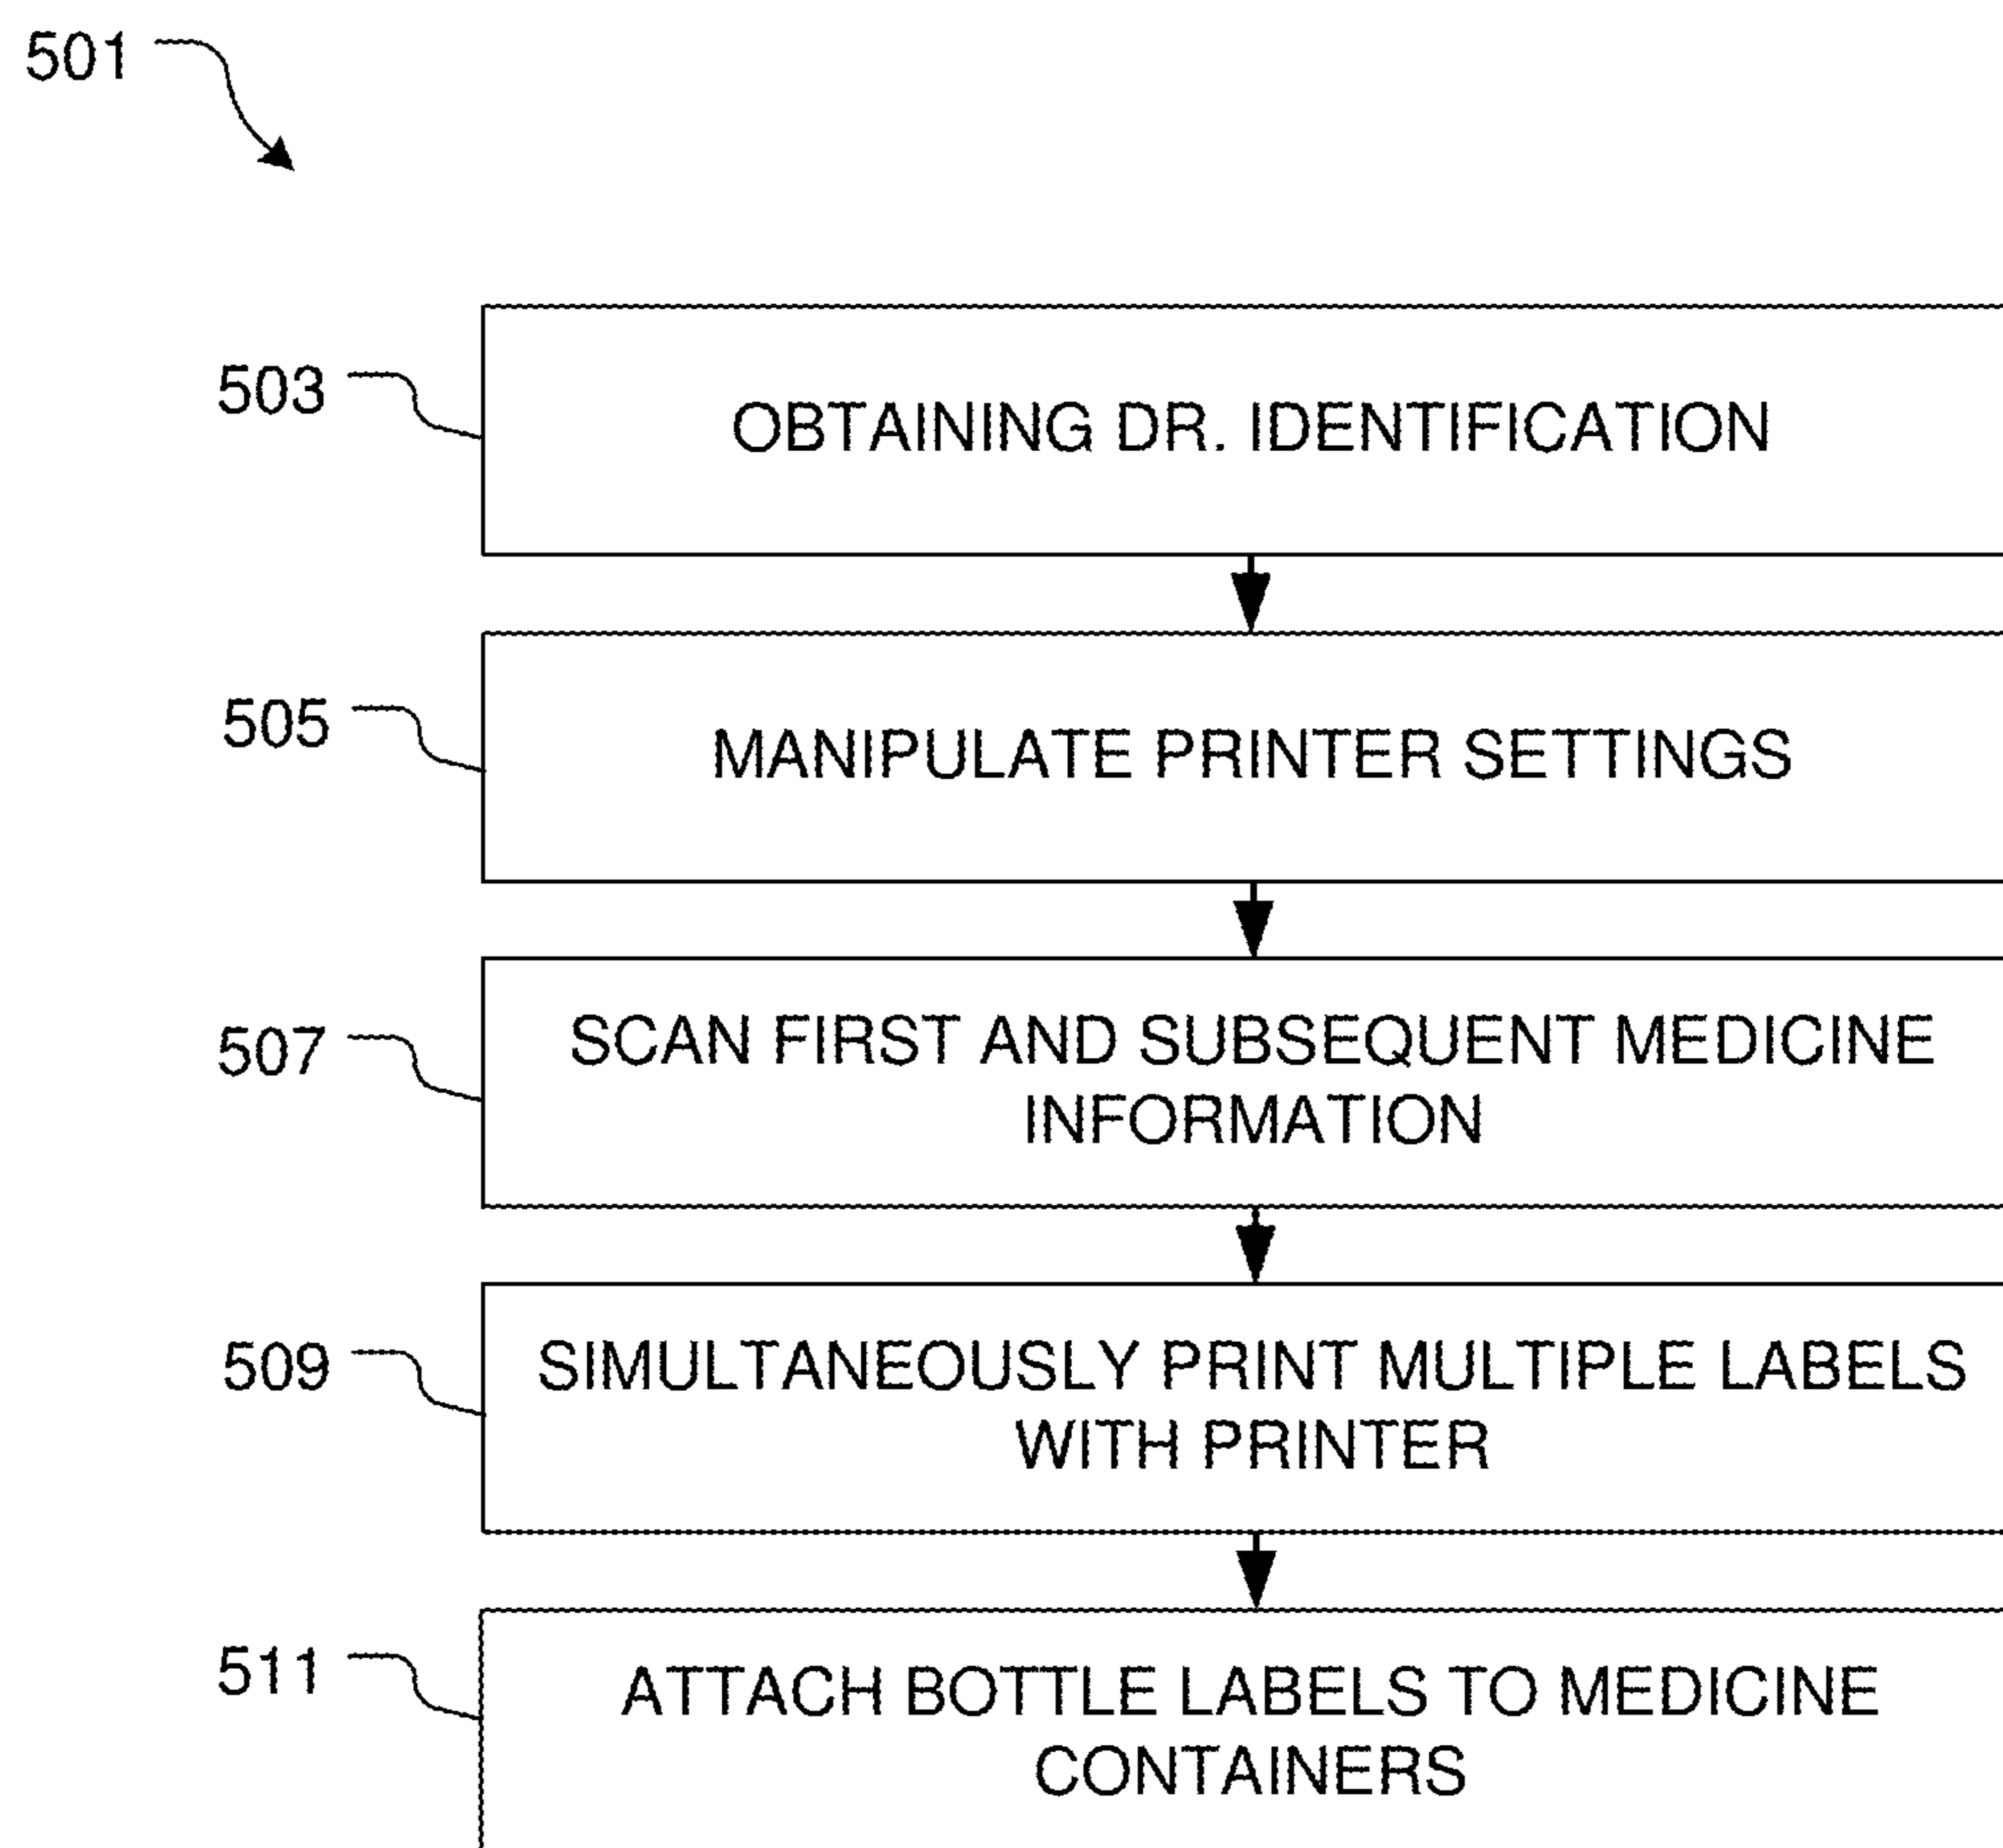 501
503
OBTAINING DR. IDENTIFICATION
505
MANIPULATE PRINTER SETTINGS
507
SCAN FIRST AND SUBSEQUENT MEDICINE
INFORMATION
509
SIMULTANEOUSLY PRINT MULTIPLE LABELS
WITH PRINTER
511
ATTACH BOTTLE LABELS TO MEDICINE
CONTAINERS